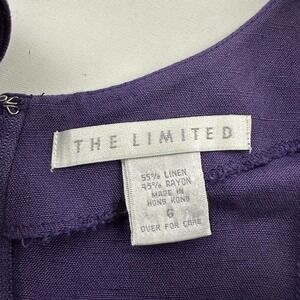 THE LIMITED
55% LINEN
45% RAYON
MADE IN
HONG KONG
6
OVER FOR CARE